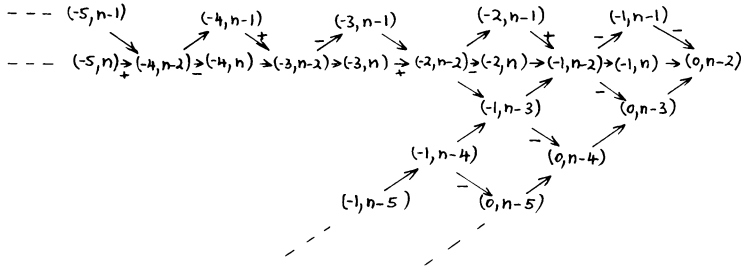 --- (-5,n-1) (-4,n-1) (-3,n-1) (-2,n-1) (-1,n-1)
+ - + -  -
--- (-5,n) → (-4,n-2) → (-4,n) → (-3,n-2) → (-3,n) → (-2,n-2) → (-2,n) → (-1,n-2) → (-1,n) → (0,n-2)
+ - + - -
(-1,n-3) (0,n-3)
-
(-1,n-4) (0,n-4)
-
(-1,n-5) (0,n-5)